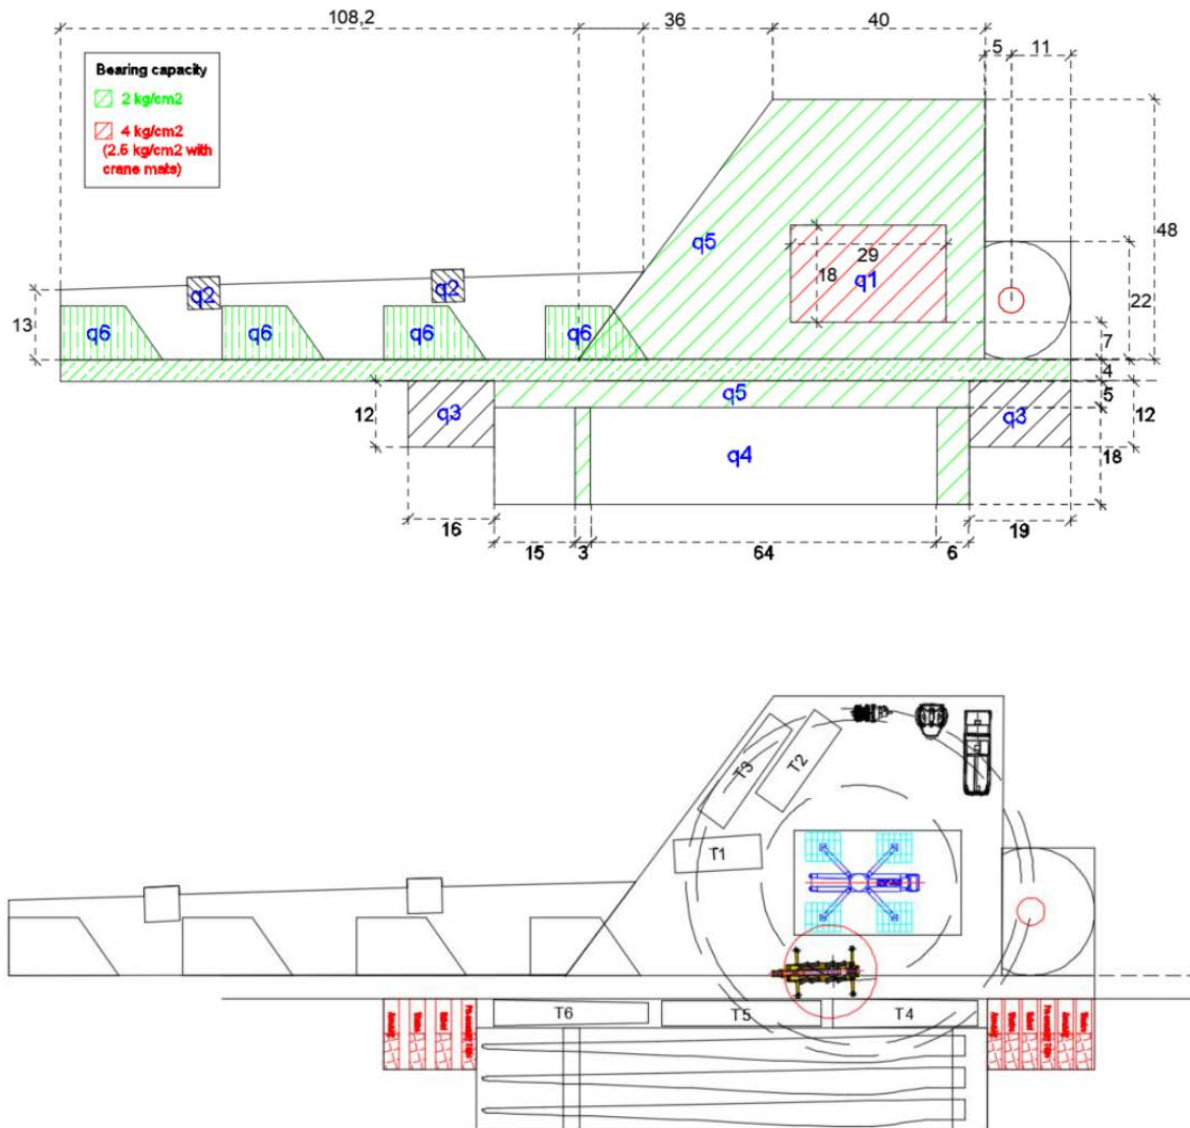 108,2
36
40
5
11
Bearing capacity
2 kg/cm2
4 kg/cm2
(2.5 kg/cm2 with
crane mats)
48
q5
29
18
q1
q2
q2
22
13
q6
q6
q6
q6
7
4
5
q5
12
q3
q3
12
q4
18
16
15
3
64
6
19
T3
T2
T1
T6
T5
T4